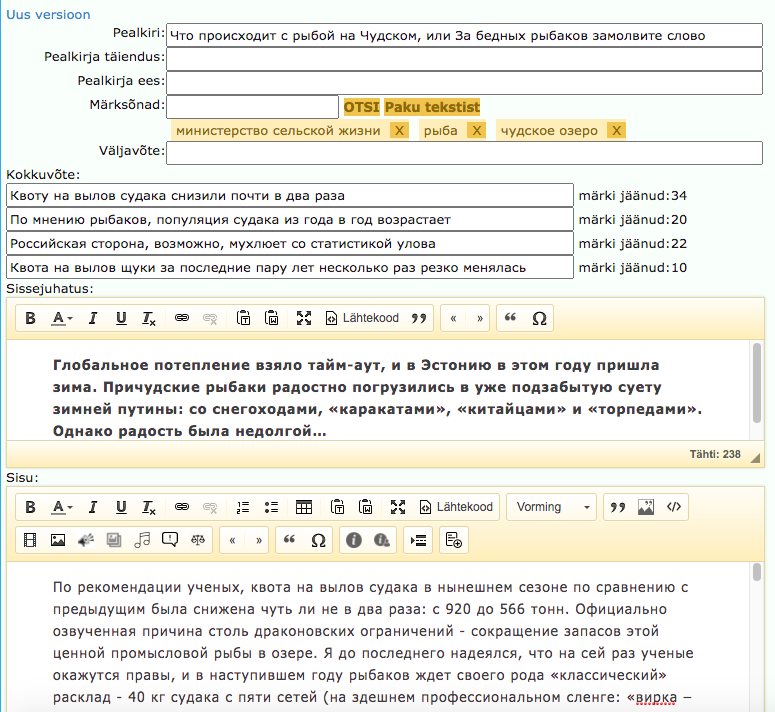 Uus versioon
Pealkiri: Что происходит с рыбой на Чудском, или За бедных рыбаков замолвите слово
Pealkirja täiendus:
Pealkirja ees:
Märksõnad: OTSI Paku tekstist
министерство сельской жизни X рыба X чудское озеро X
Väljavõte:
Kokkuvõte:
Квоту на вылов судака снизили почти в два раза märki jäänud:34
По мнению рыбаков, популяция судака из года в год возрастает märki jäänud:20
Российская сторона, возможно, мухлюет со статистикой улова märki jäänud:22
Квота на вылов щуки за последние пару лет несколько раз резко менялась märki jäänud:10
Sissejuhatus:
B A I U Tx Lähtekood « » Ω
Глобальное потепление взяло тайм-аут, и в Эстонию в этом году пришла
зима. Причудские рыбаки радостно погрузились в уже подзабытую суету
зимней путины: со снегоходами, «каракатами», «китайцами» и «торпедами».
Однако радость была недолгой...
Tähti: 238
Sisu:
B A I U Tx Lähtekood Vorming
« » Ω
По рекомендации ученых, квота на вылов судака в нынешнем сезоне по сравнению с
предыдущим была снижена чуть ли не в два раза: с 920 до 566 тонн. Официально
озвученная причина столь драконовских ограничений - сокращение запасов этой
ценной промысловой рыбы в озере. Я до последнего надеялся, что на сей раз ученые
окажутся правы, и в наступившем году рыбаков ждет своего рода «классический»
расклад - 40 кг судака с пяти сетей (на здешнем профессиональном сленге: «вирка –